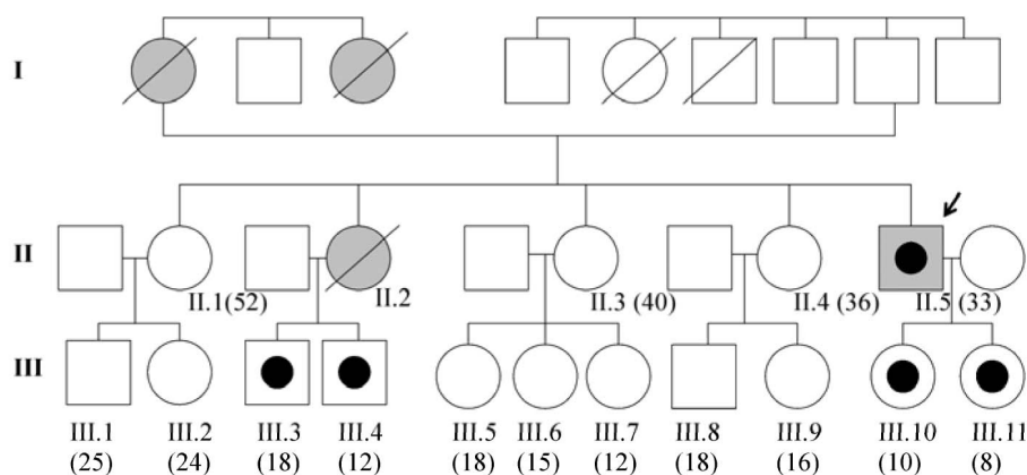 I
II
II.1(52)
II.2
II.3 (40)
II.4 (36)
II.5 (33)
III
III.1
III.2
III.3
III.4
III.5
III.6
III.7
III.8
III.9
III.10
III.11
(25)
(24)
(18)
(12)
(18)
(15)
(12)
(18)
(16)
(10)
(8)